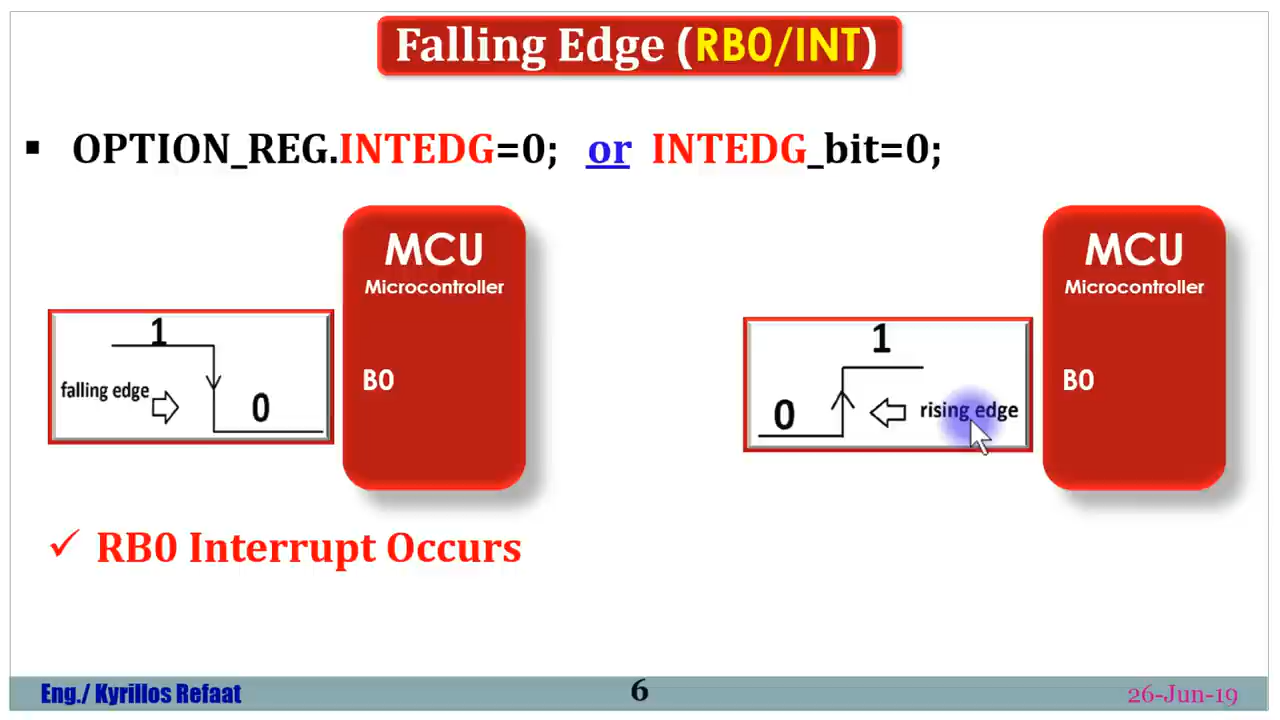 Falling Edge (RB0/INT)
▪ OPTION_REG.INTEDG=0; or INTEDG_bit=0;
MCU
Microcontroller
B0
1
falling edge
0
MCU
Microcontroller
B0
1
0
rising edge
✓ RB0 Interrupt Occurs
Eng./ Kyrillos Refaat
6
26-Jun-19